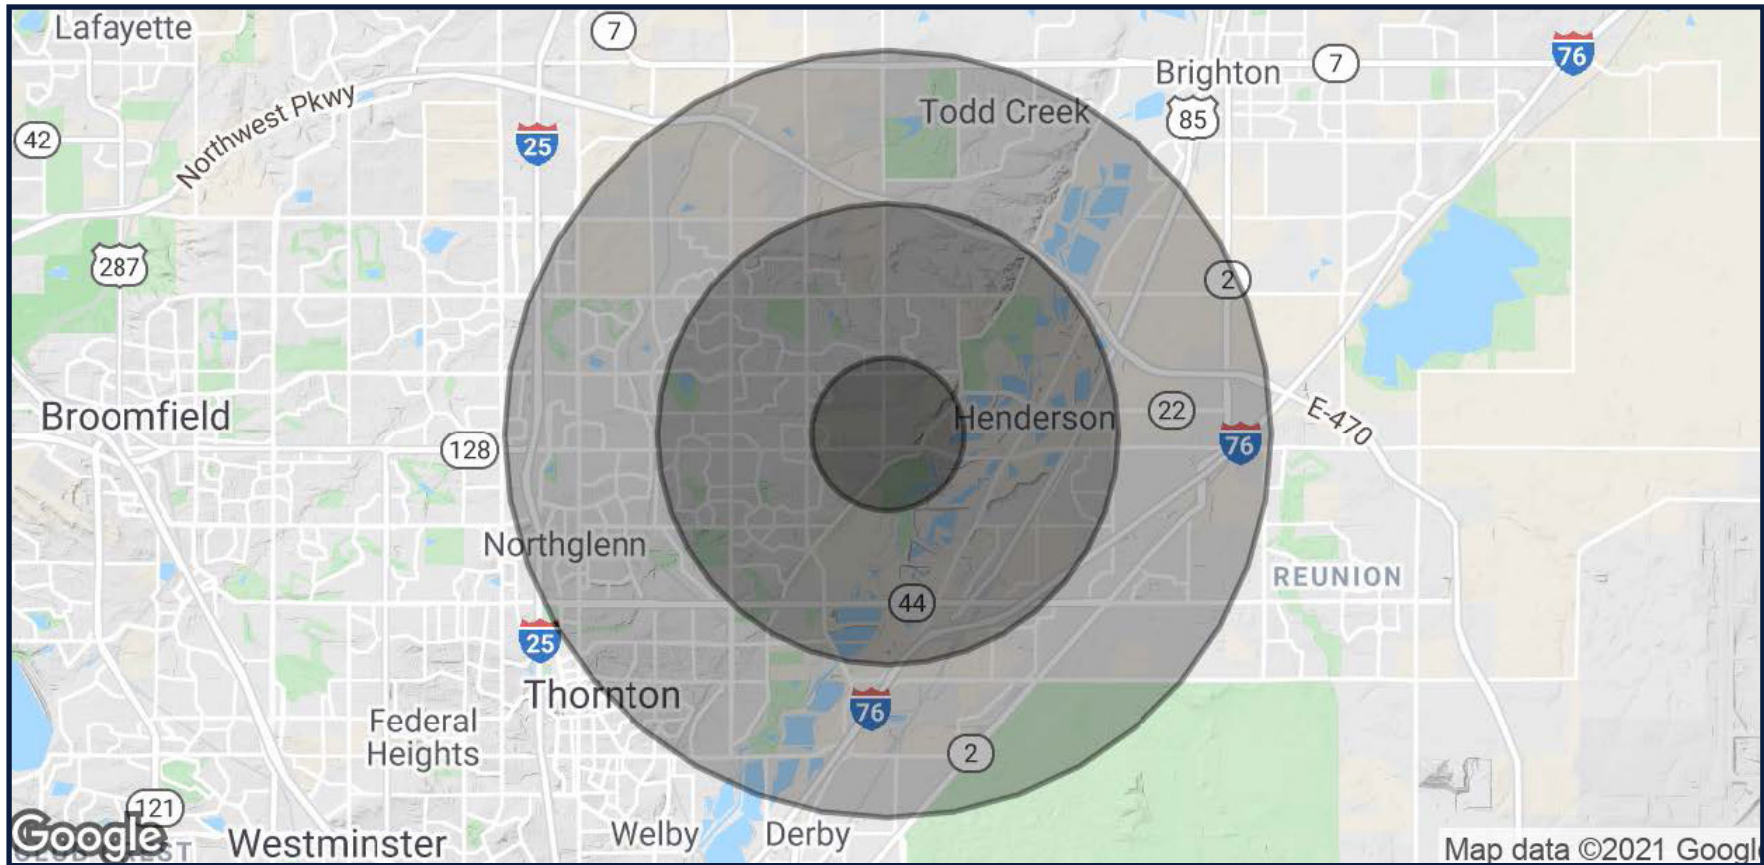 Lafayette
7
76
7
Brighton
Todd Creek
85
42
Northwest Pkwy
25
287
2
Broomfield
Henderson
22
E-470
128
76
Northglenn
REUNION
44
25
Thornton
76
Federal
Heights
2
121
Google
Westminster
Welby
Derby
Map data ©2021 Googl